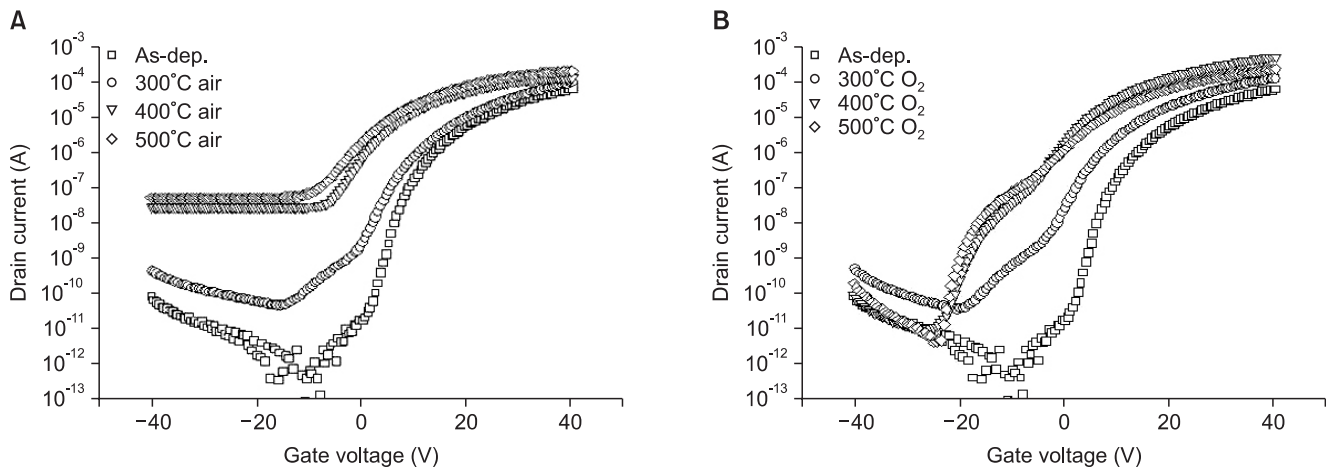 A
As-dep.
300°C air
400°C air
500°C air
10⁻³
10⁻⁴
10⁻⁵
10⁻⁶
10⁻⁷
10⁻⁸
10⁻⁹
10⁻¹⁰
10⁻¹¹
10⁻¹²
10⁻¹³
Drain current (A)
−40
−20
0
20
40
Gate voltage (V)
B
As-dep.
300°C O₂
400°C O₂
500°C O₂
10⁻³
10⁻⁴
10⁻⁵
10⁻⁶
10⁻⁷
10⁻⁸
10⁻⁹
10⁻¹⁰
10⁻¹¹
10⁻¹²
10⁻¹³
Drain current (A)
−40
−20
0
20
40
Gate voltage (V)